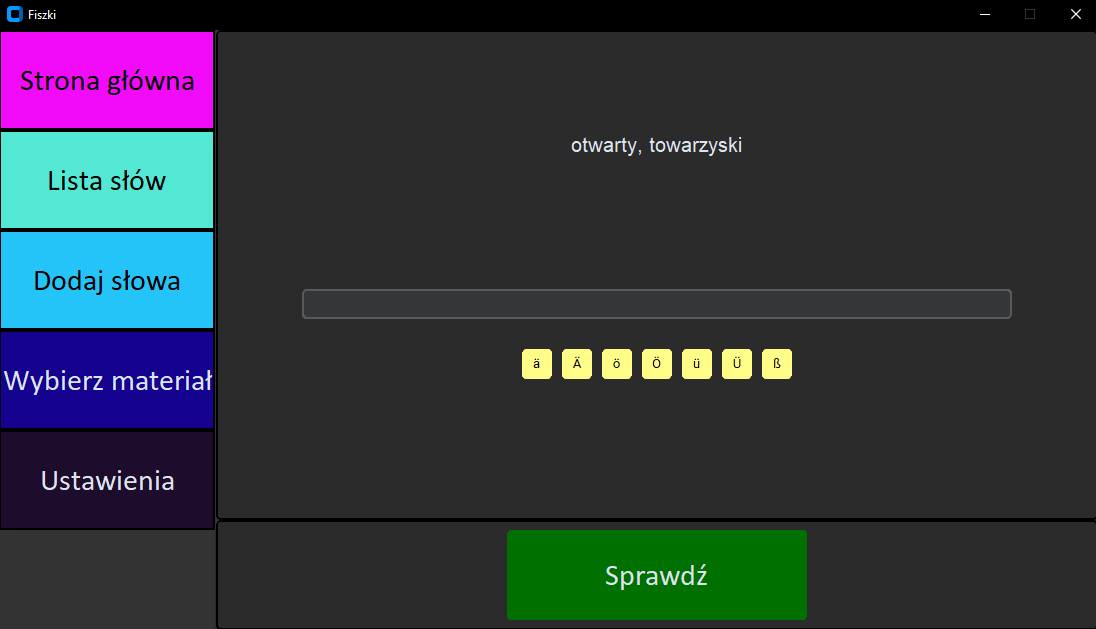 Fiszki
Strona główna
Lista słów
Dodaj słowa
Wybierz materiał
Ustawienia
otwarty, towarzyski
ä Ä ö Ö ü Ü ß
Sprawdź